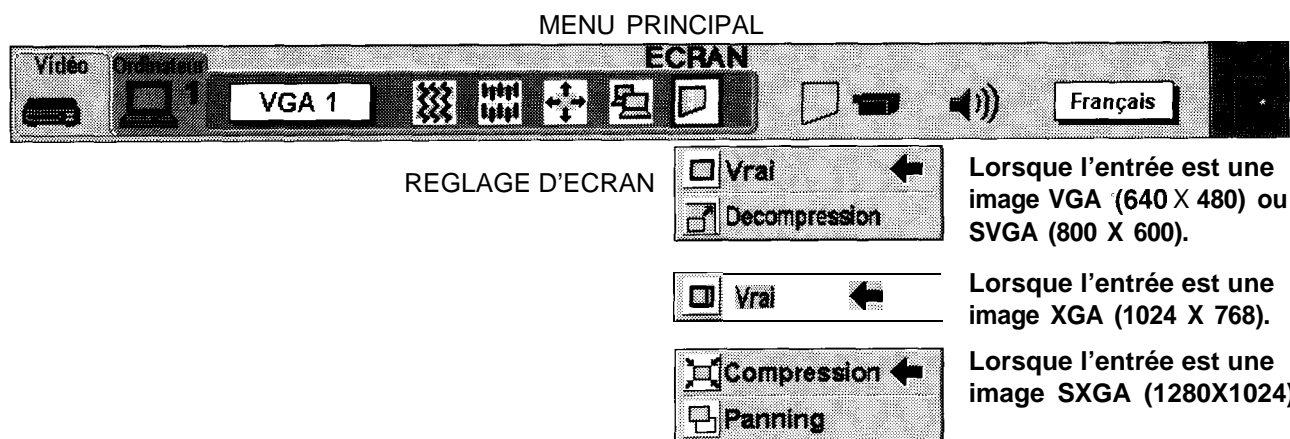 MENU PRINCIPAL
ECRAN
Vidéo
Ordinateur
1
VGA 1
Français
REGLAGE D'ECRAN
Vrai
Decompression
Lorsque l'entrée est une
image VGA (640 X 480) ou
SVGA (800 X 600).
Vrai
Lorsque l'entrée est une
image XGA (1024 X 768).
Compression
Panning
Lorsque l'entrée est une
image SXGA (1280X1024)